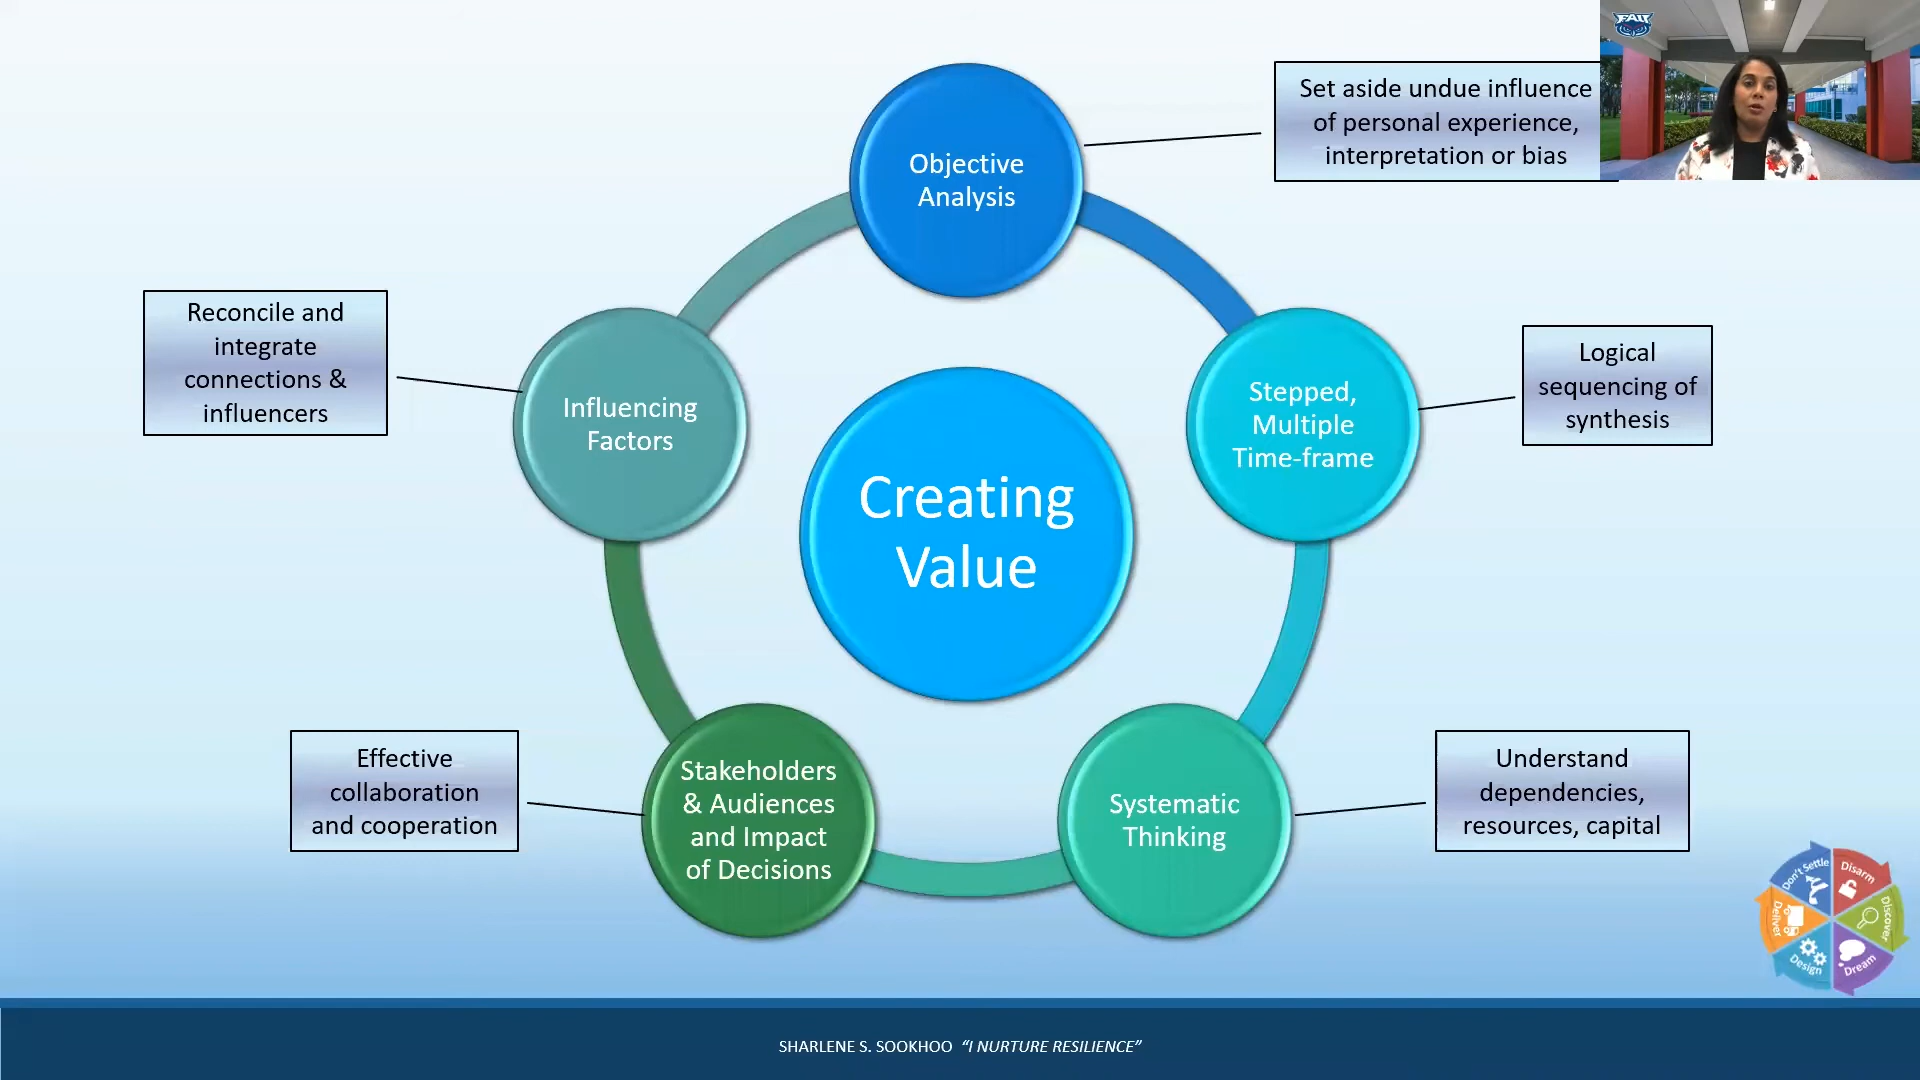 FAU
Set aside undue influence
of personal experience,
interpretation or bias
Objective
Analysis
Reconcile and
integrate
connections &
influencers
Influencing
Factors
Stepped,
Multiple
Time-frame
Logical
sequencing of
synthesis
Creating
Value
Effective
collaboration
and cooperation
Stakeholders
& Audiences
and Impact
of Decisions
Systematic
Thinking
Understand
dependencies,
resources, capital
Don't Settle
Disarm
Discover
Dream
Design
Deliver
SHARLENE S. SOOKHOO "I NURTURE RESILIENCE"